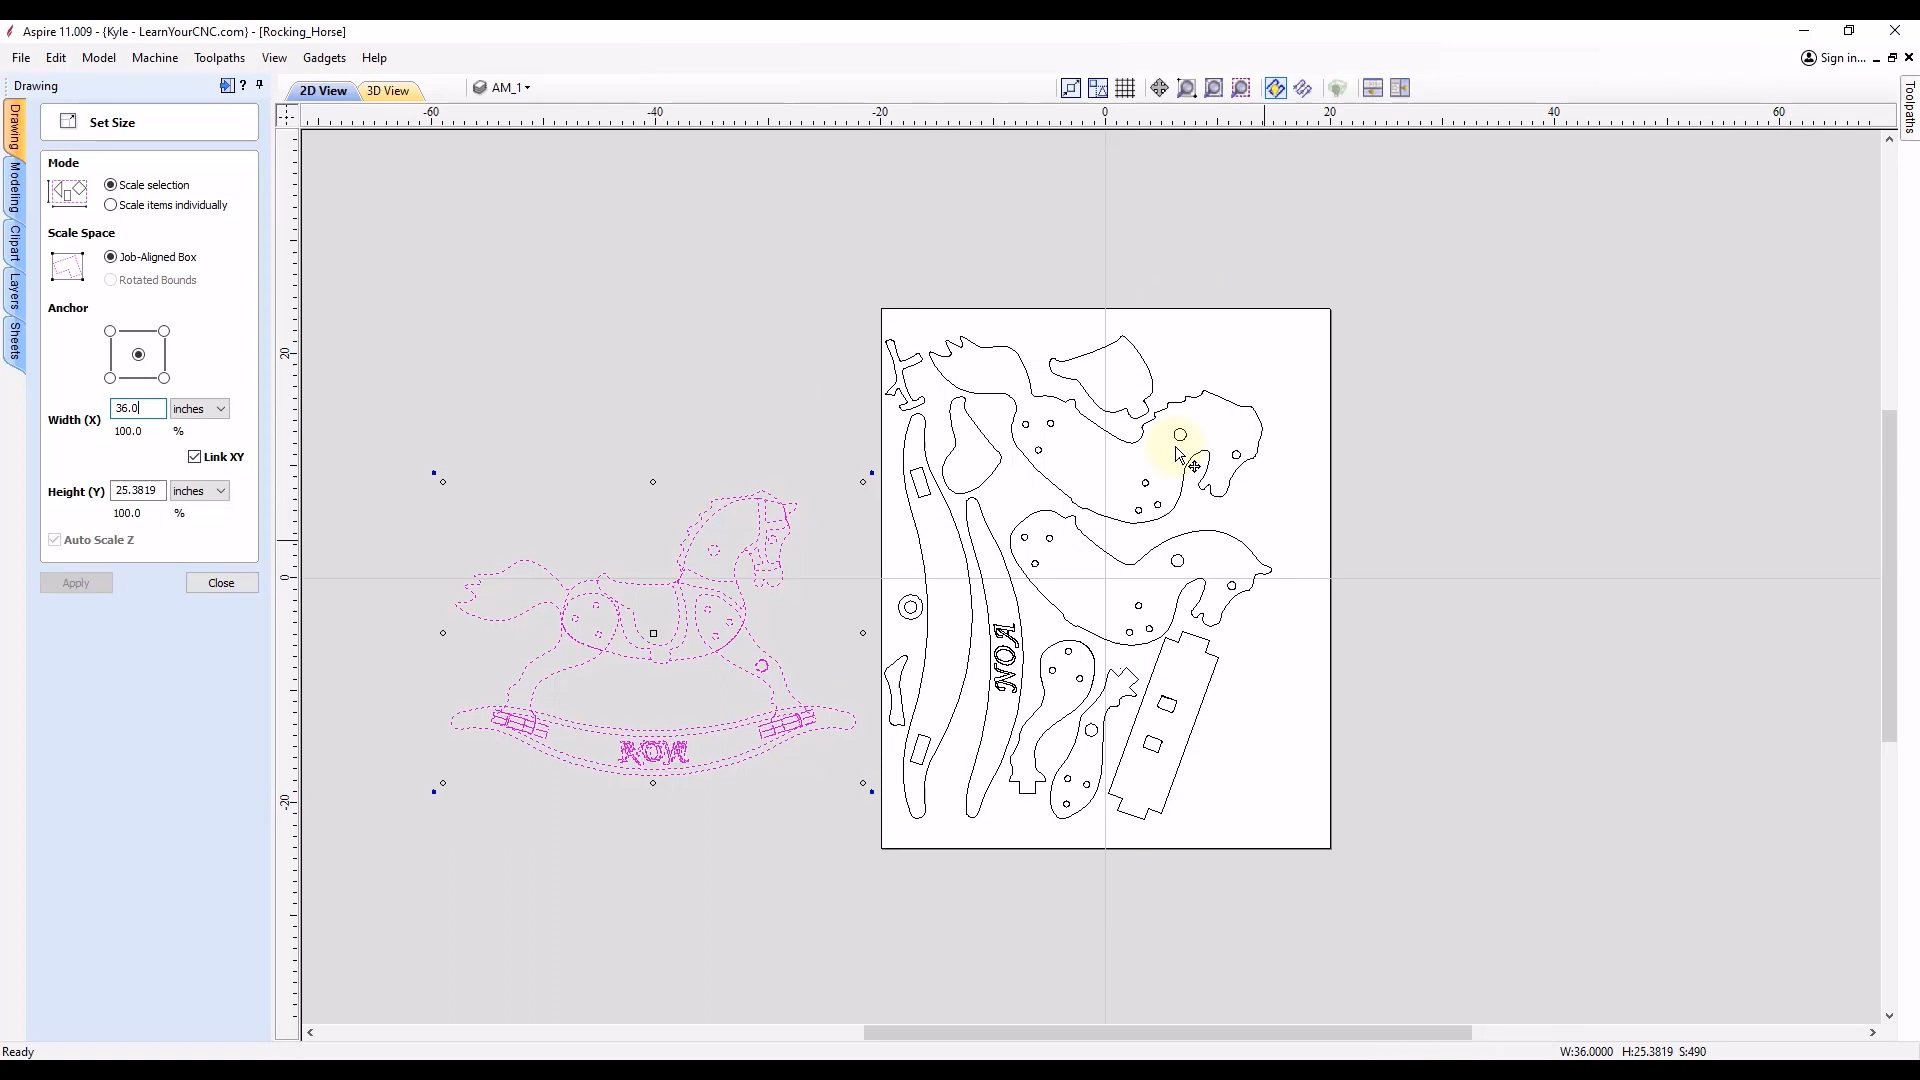 Aspire 11.009 - {Kyle - LearnYourCNC.com} - [Rocking_Horse]
File Edit Model Machine Toolpaths View Gadgets Help
Sign in...
Drawing
2D View 3D View AM_1
Toolpaths
Drawing
Modeling
Clipart
Layers
Sheets
Set Size
Mode
Scale selection
Scale items individually
Scale Space
Job-Aligned Box
Rotated Bounds
Anchor
Width (X) 36.0 inches
100.0 %
Link XY
Height (Y) 25.3819 inches
100.0 %
Auto Scale Z
Apply Close
-60 -40 -20 0 20 40 60
20
0
-20
Ready
W:36.0000 H:25.3819 S:490